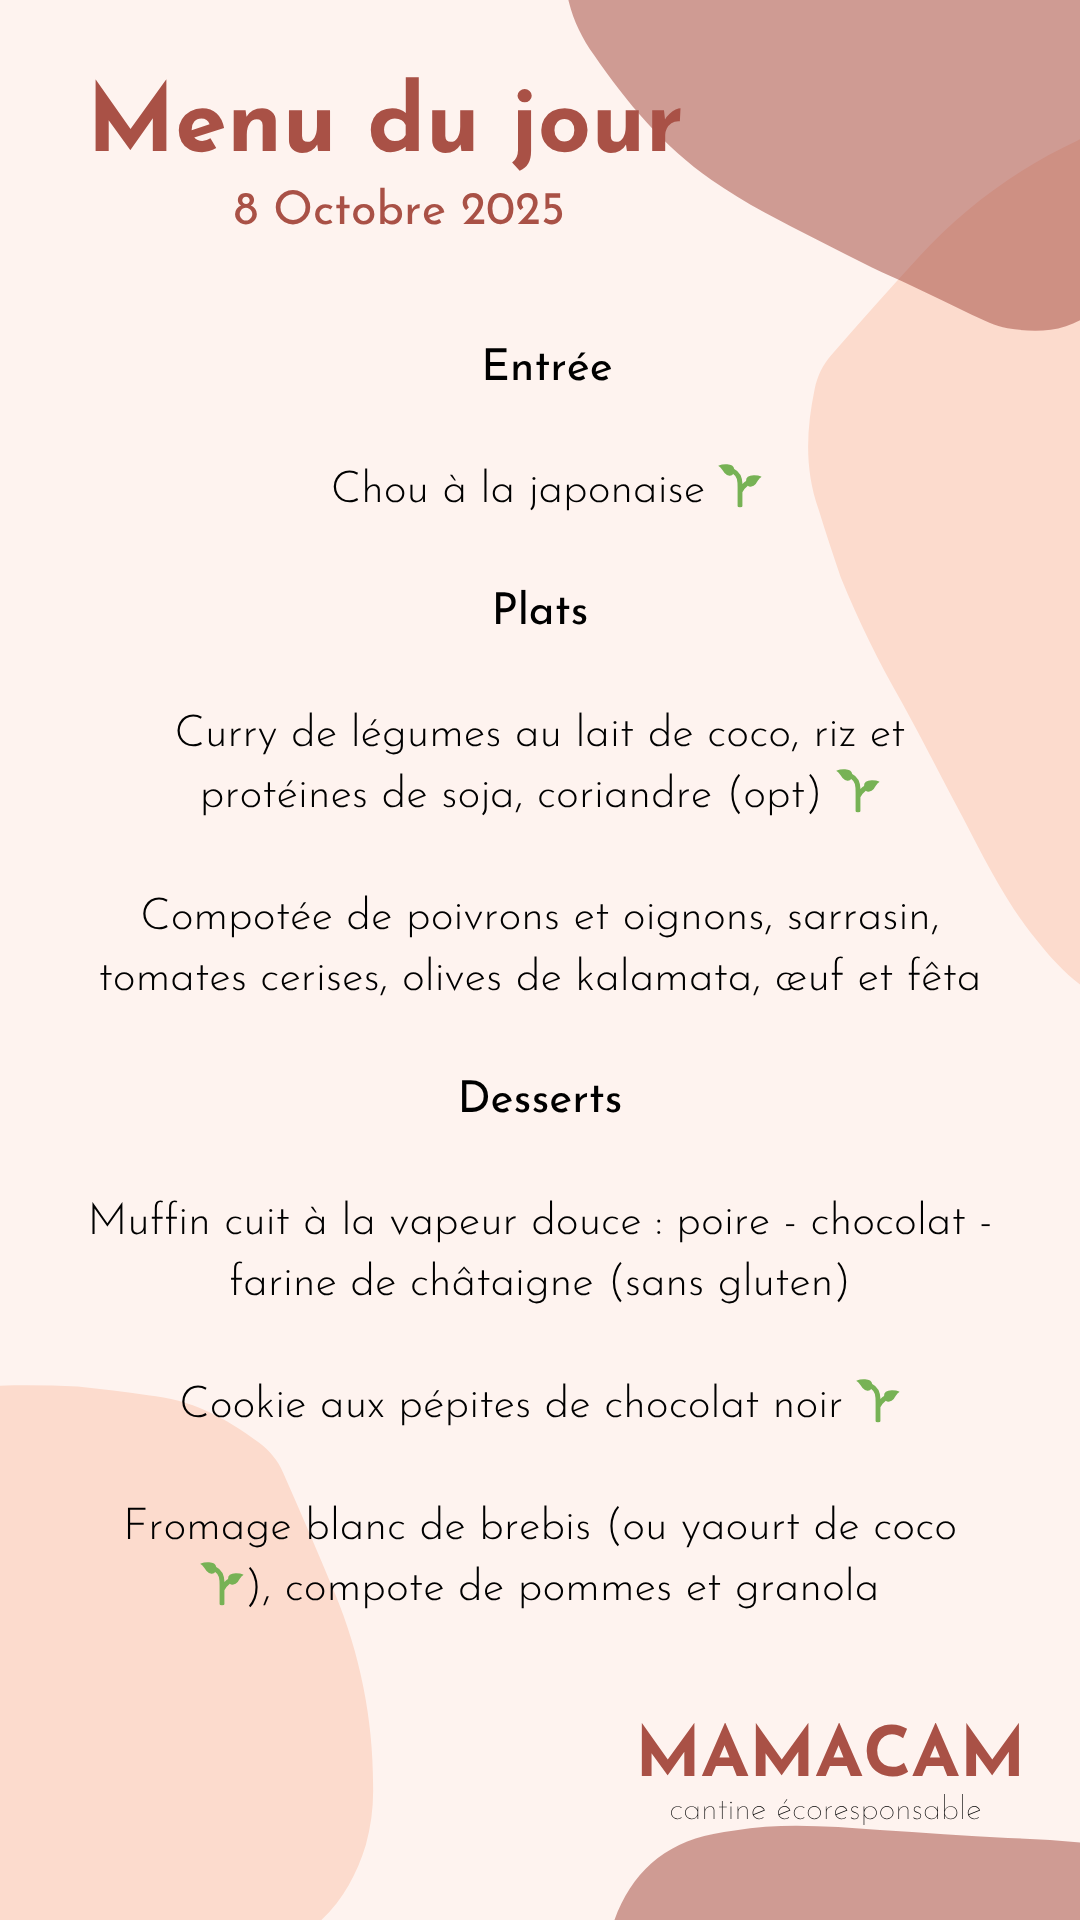 Menu du jour
8 Octobre 2025
Entrée
Chou à la japonaise 🌱
Plats
Curry de légumes au lait de coco, riz et
protéines de soja, coriandre (opt) 🌱
Compotée de poivrons et oignons, sarrasin,
tomates cerises, olives de kalamata, œuf et fêta
Desserts
Muffin cuit à la vapeur douce : poire - chocolat -
farine de châtaigne (sans gluten)
Cookie aux pépites de chocolat noir 🌱
Fromage blanc de brebis (ou yaourt de coco
🌱), compote de pommes et granola
MAMACAM
cantine écoresponsable